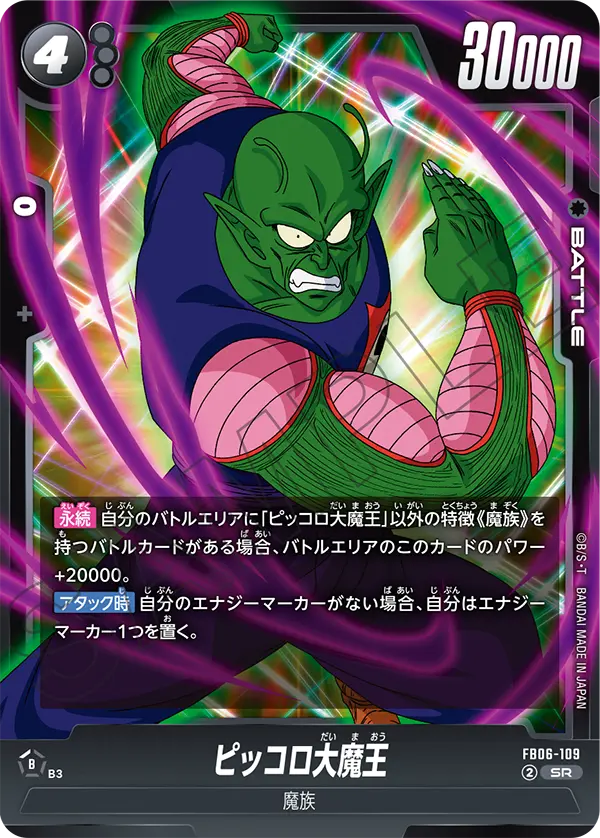 4
30000
0
+
BATTLE
永続 自分のバトルエリアに「ピッコロ大魔王」以外の特徴《魔族》を
持つバトルカードがある場合、バトルエリアのこのカードのパワー
+20000。
アタック時 自分のエナジーマーカーがない場合、自分はエナジー
マーカー1つを置く。
©B/S・T BANDAI MADE IN JAPAN
SAMPLE
B
B3
ピッコロ大魔王
だいまおう
FB06-109
2 SR
魔族